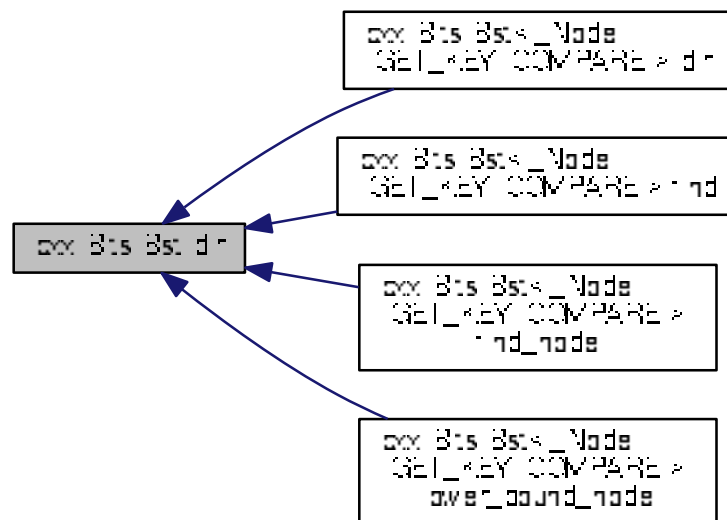 cxx::Bits::Bst::dir
cxx::Bits::Bst< _Node,
GET_KEY, COMPARE >::dir
cxx::Bits::Bst< _Node,
GET_KEY, COMPARE >::find
cxx::Bits::Bst< _Node,
GET_KEY, COMPARE >::
find_node
cxx::Bits::Bst< _Node,
GET_KEY, COMPARE >::
lower_bound_node